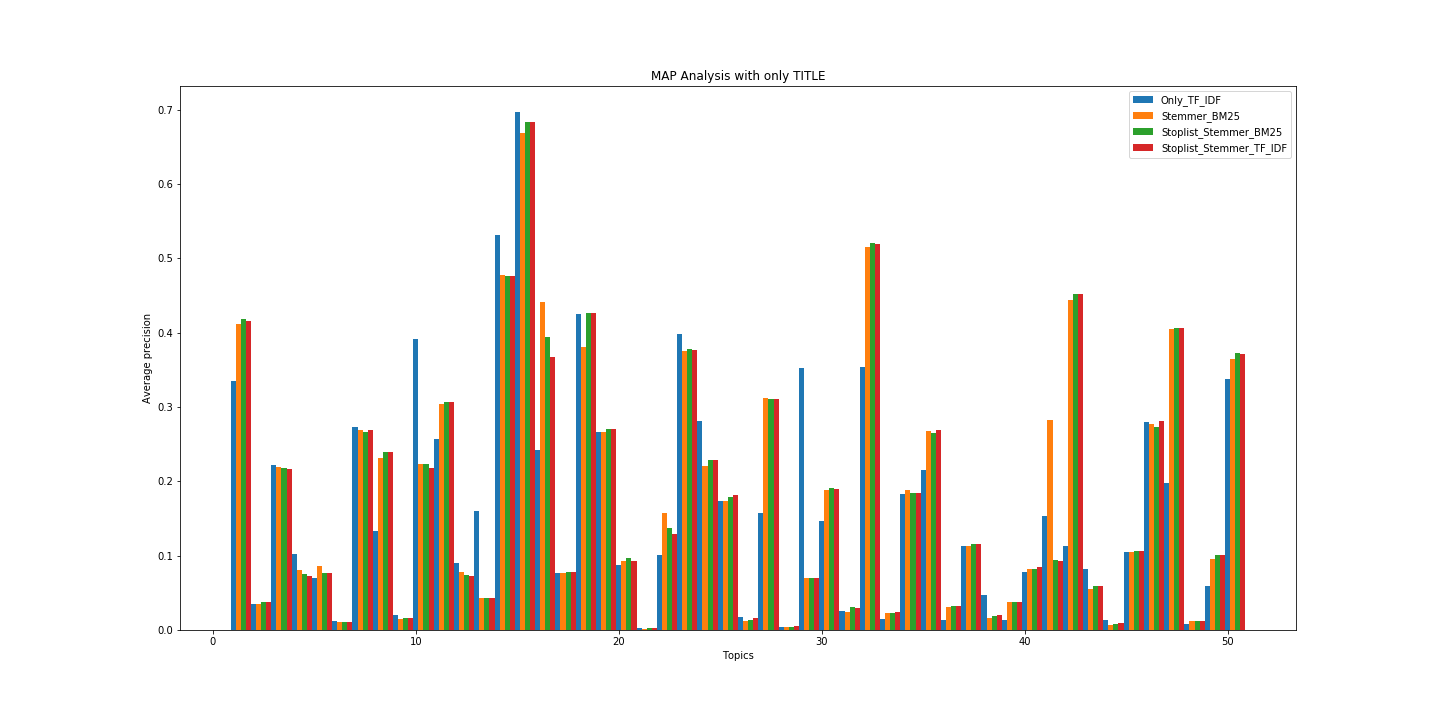 MAP Analysis with only TITLE
Only_TF_IDF
Stemmer_BM25
Stoplist_Stemmer_BM25
Stoplist_Stemmer_TF_IDF
Average precision
0.7
0.6
0.5
0.4
0.3
0.2
0.1
0.0
0 10 20 30 40 50
Topics